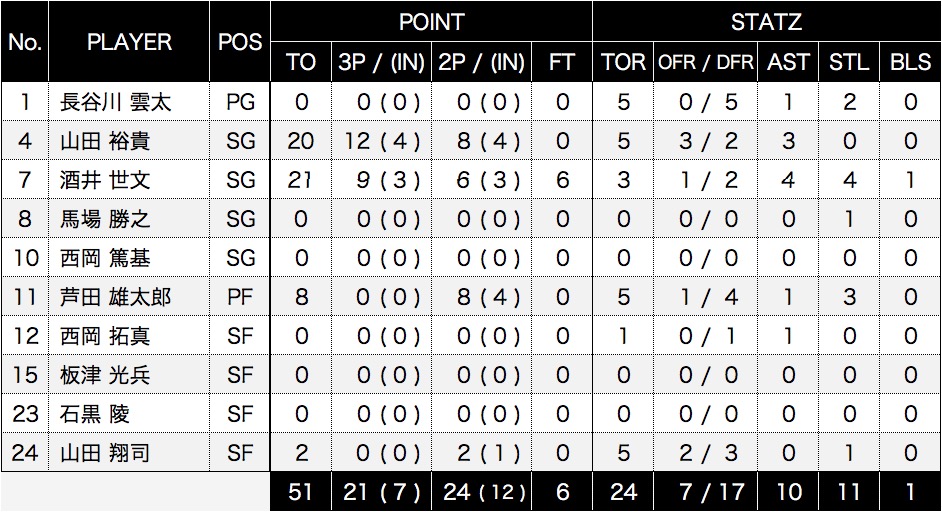 No. PLAYER POS POINT STATZ
TO 3P / (IN) 2P / (IN) FT TOR OFR / DFR AST STL BLS
1 長谷川 雲太 PG 0 0 ( 0 ) 0 ( 0 ) 0 5 0 / 5 1 2 0
4 山田 裕貴 SG 20 12 ( 4 ) 8 ( 4 ) 0 5 3 / 2 3 0 0
7 酒井 世文 SG 21 9 ( 3 ) 6 ( 3 ) 6 3 1 / 2 4 4 1
8 馬場 勝之 SG 0 0 ( 0 ) 0 ( 0 ) 0 0 0 / 0 0 1 0
10 西岡 篤基 SG 0 0 ( 0 ) 0 ( 0 ) 0 0 0 / 0 0 0 0
11 芦田 雄太郎 PF 8 0 ( 0 ) 8 ( 4 ) 0 5 1 / 4 1 3 0
12 西岡 拓真 SF 0 0 ( 0 ) 0 ( 0 ) 0 1 0 / 1 1 0 0
15 板津 光兵 SF 0 0 ( 0 ) 0 ( 0 ) 0 0 0 / 0 0 0 0
23 石黒 陵 SF 0 0 ( 0 ) 0 ( 0 ) 0 0 0 / 0 0 0 0
24 山田 翔司 SF 2 0 ( 0 ) 2 ( 1 ) 0 5 2 / 3 0 1 0
51 21 ( 7 ) 24 ( 12 ) 6 24 7 / 17 10 11 1